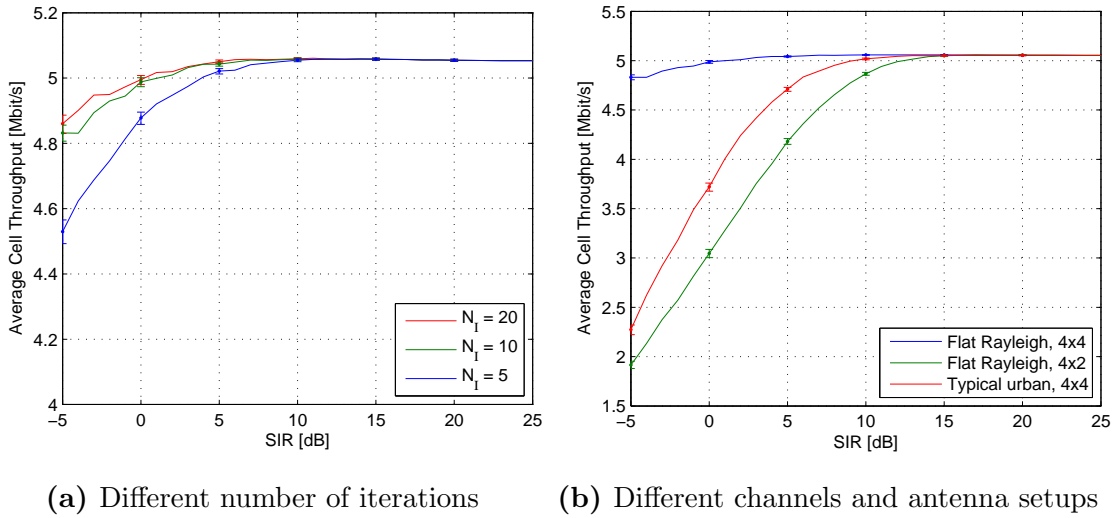 5.2
5
4.8
4.6
4.4
4.2
4
Average Cell Throughput [Mbit/s]
−5 0 5 10 15 20 25
SIR [dB]
N_I = 20
N_I = 10
N_I = 5
(a) Different number of iterations
5.5
5
4.5
4
3.5
3
2.5
2
1.5
Average Cell Throughput [Mbit/s]
−5 0 5 10 15 20 25
SIR [dB]
Flat Rayleigh, 4x4
Flat Rayleigh, 4x2
Typical urban, 4x4
(b) Different channels and antenna setups